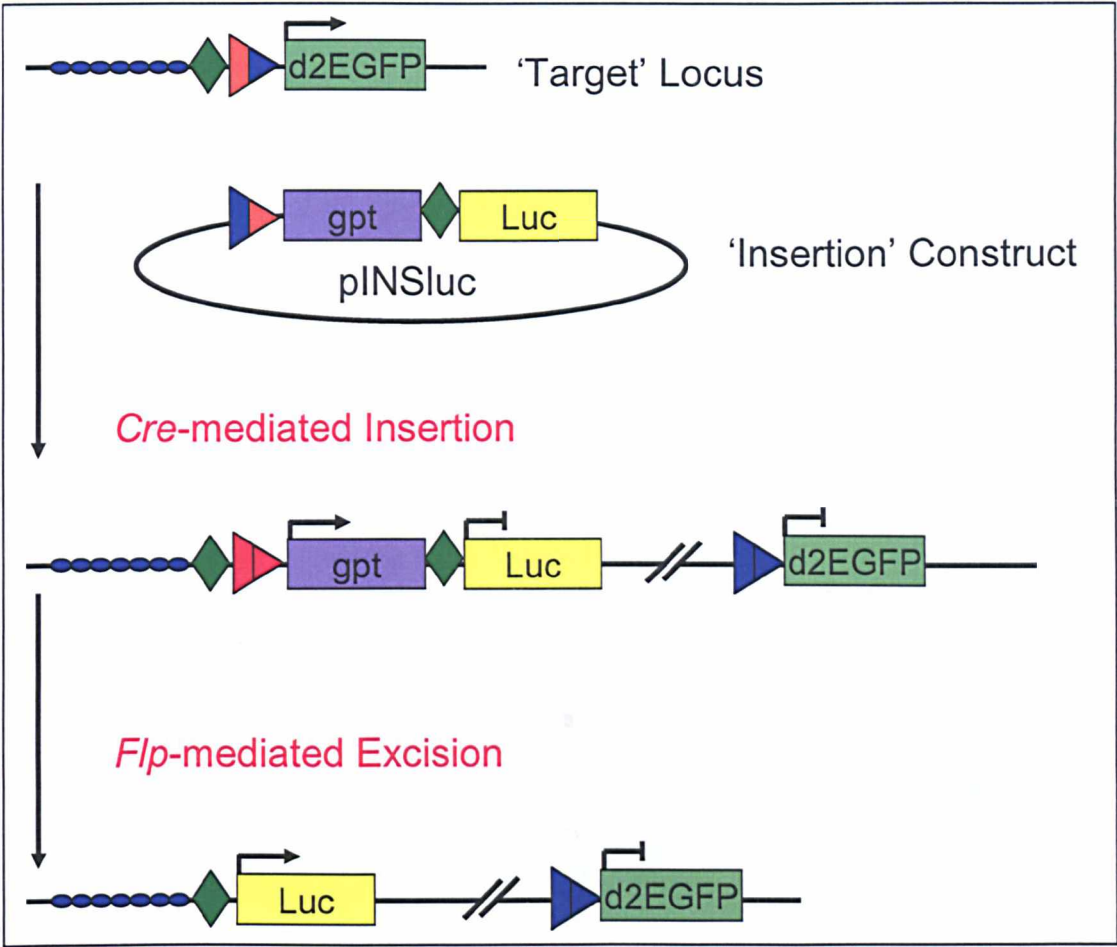 d2EGFP
‘Target’ Locus
gpt
Luc
pINSluc
‘Insertion’ Construct
Cre-mediated Insertion
gpt
Luc
d2EGFP
Flp-mediated Excision
Luc
d2EGFP